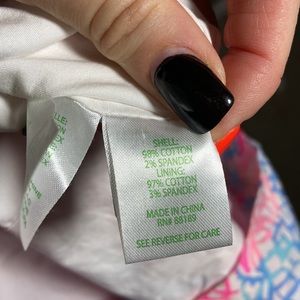 SHELL:
98% COTTON
2% SPANDEX
LINING:
97% COTTON
3% SPANDEX
MADE IN CHINA
RN# 88189
SEE REVERSE FOR CARE